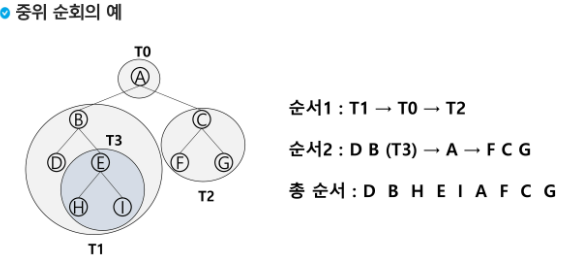 중위 순회의 예
T0
A
B
C
T3
D
E
F
G
H
I
T2
T1
순서1 : T1 → T0 → T2
순서2 : D B (T3) → A → F C G
총 순서 : D B H E I A F C G